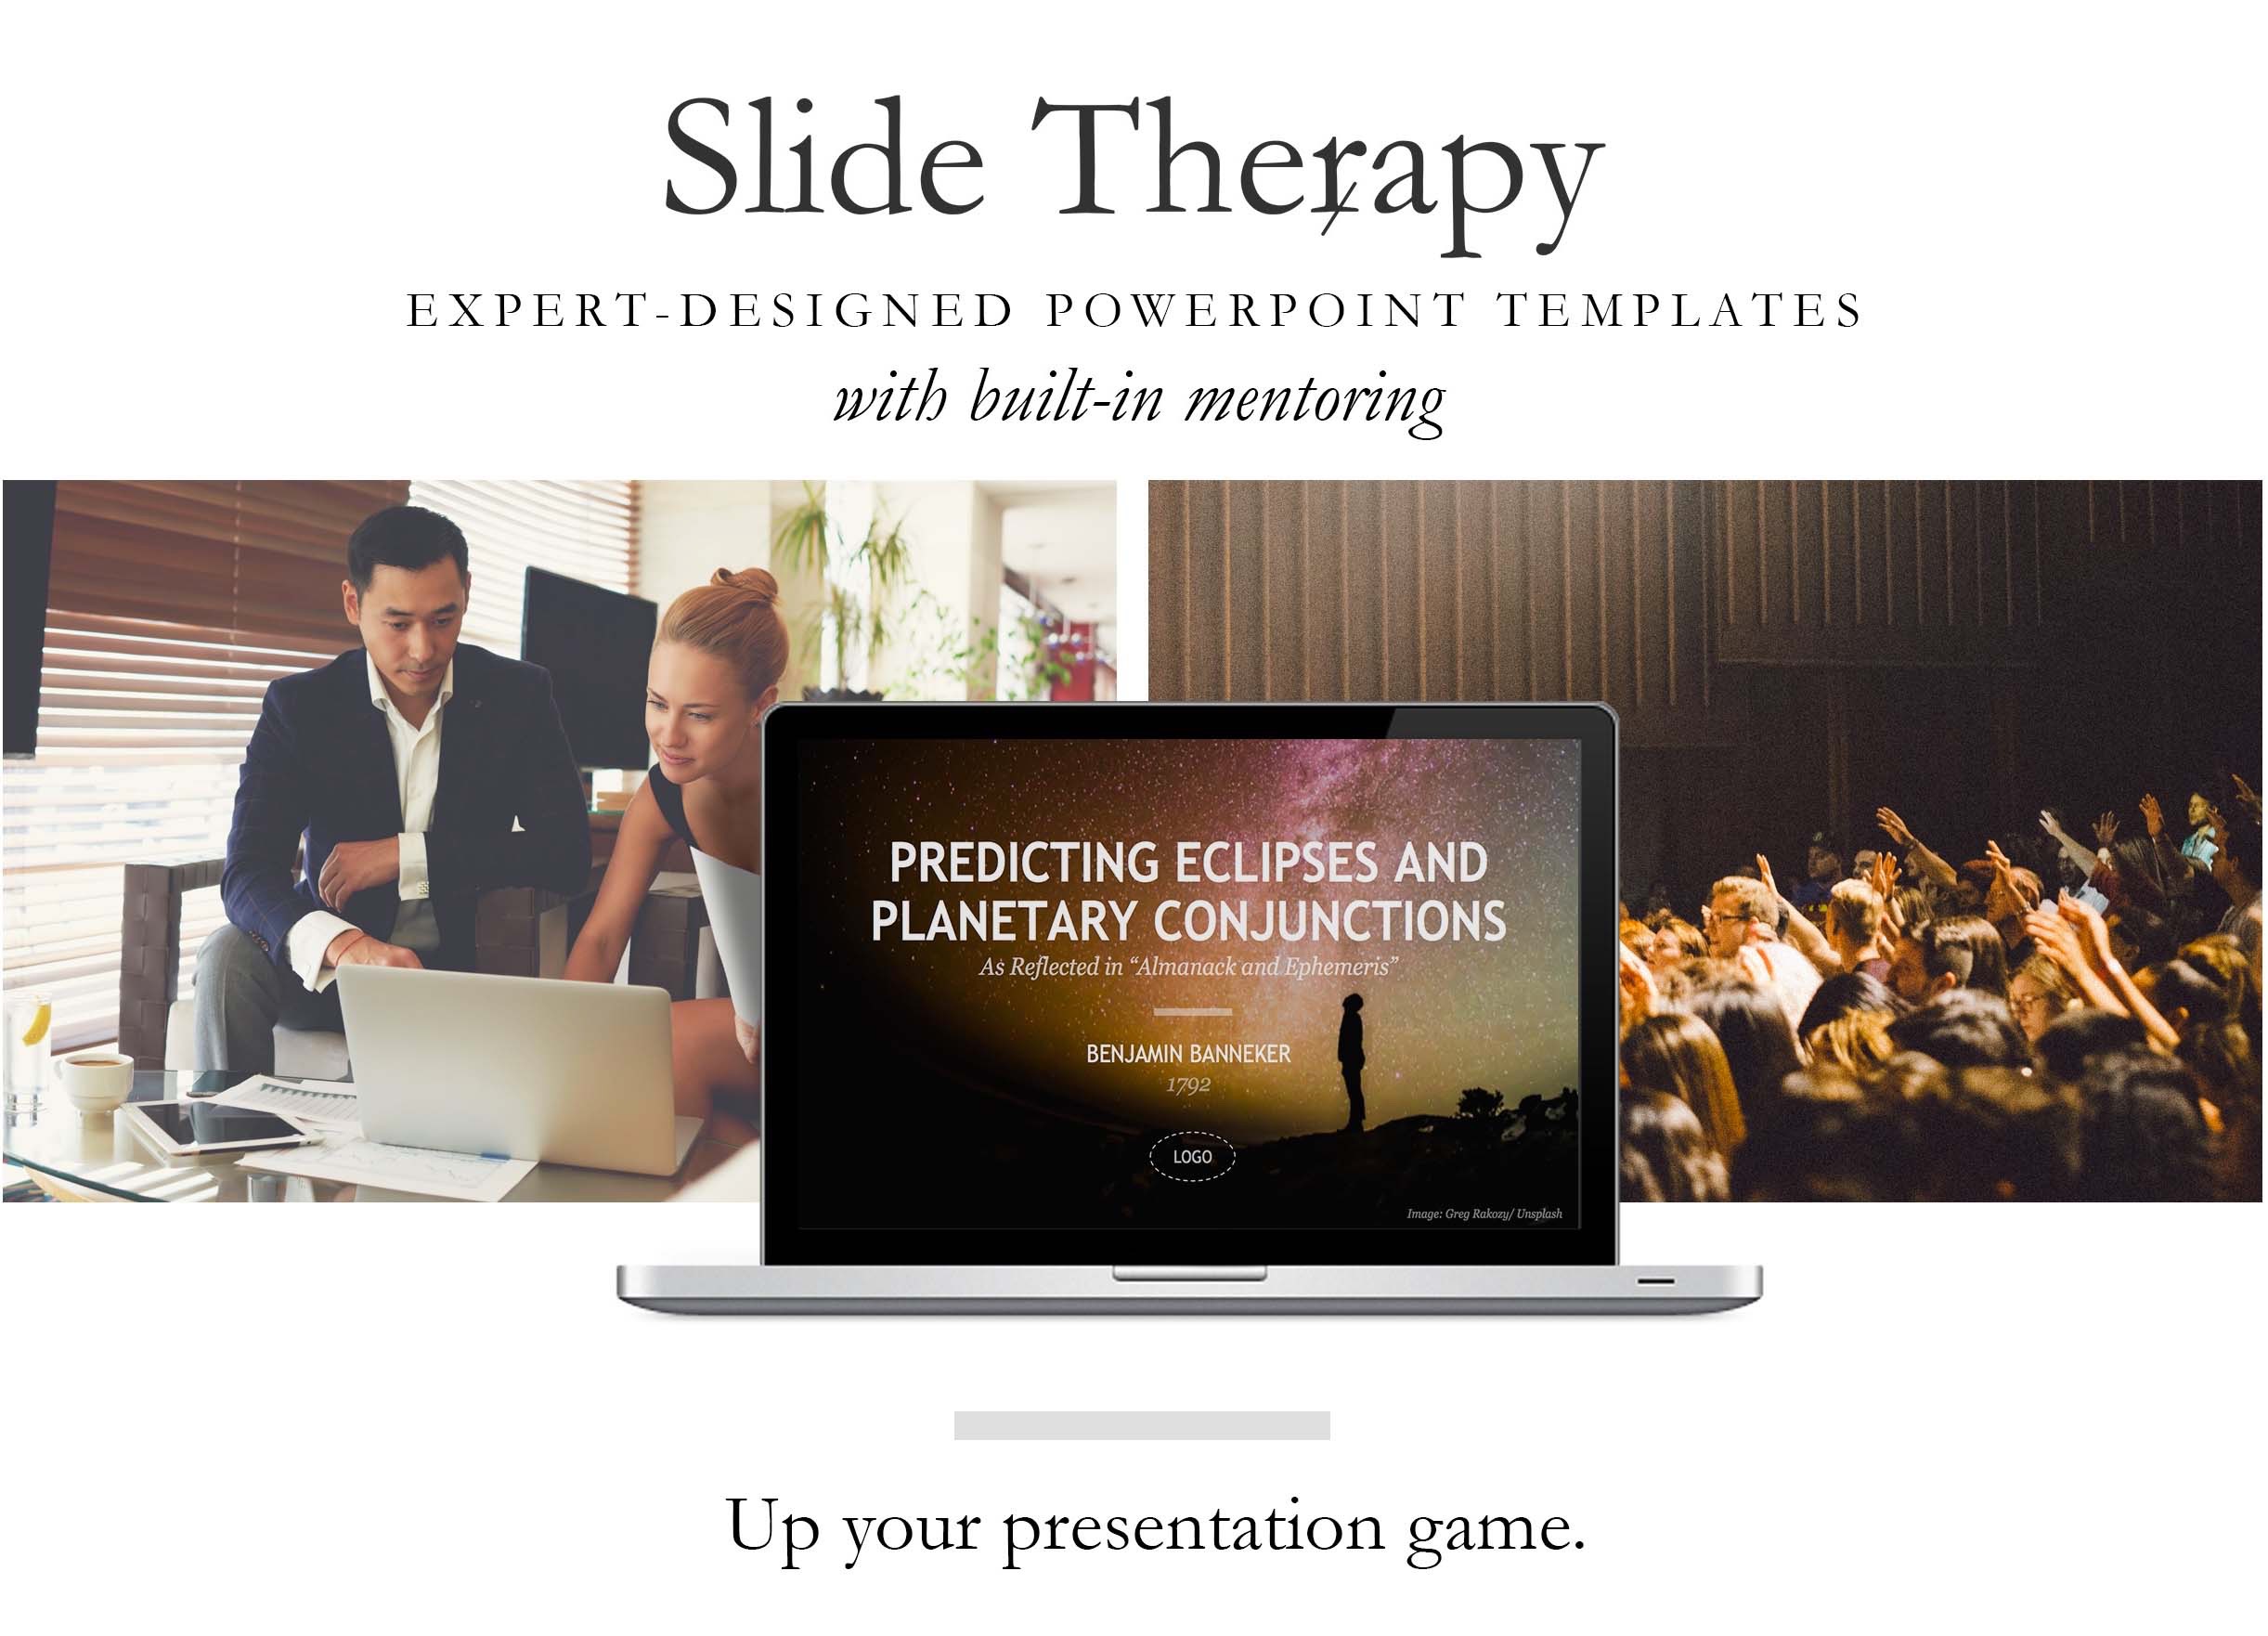 Slide Therapy
EXPERT-DESIGNED POWERPOINT TEMPLATES
with built-in mentoring
PREDICTING ECLIPSES AND
PLANETARY CONJUNCTIONS
As Reflected in “Almanack and Ephemeris”
BENJAMIN BANNEKER
1792
LOGO
Image: Greg Rakozy/ Unsplash
Up your presentation game.